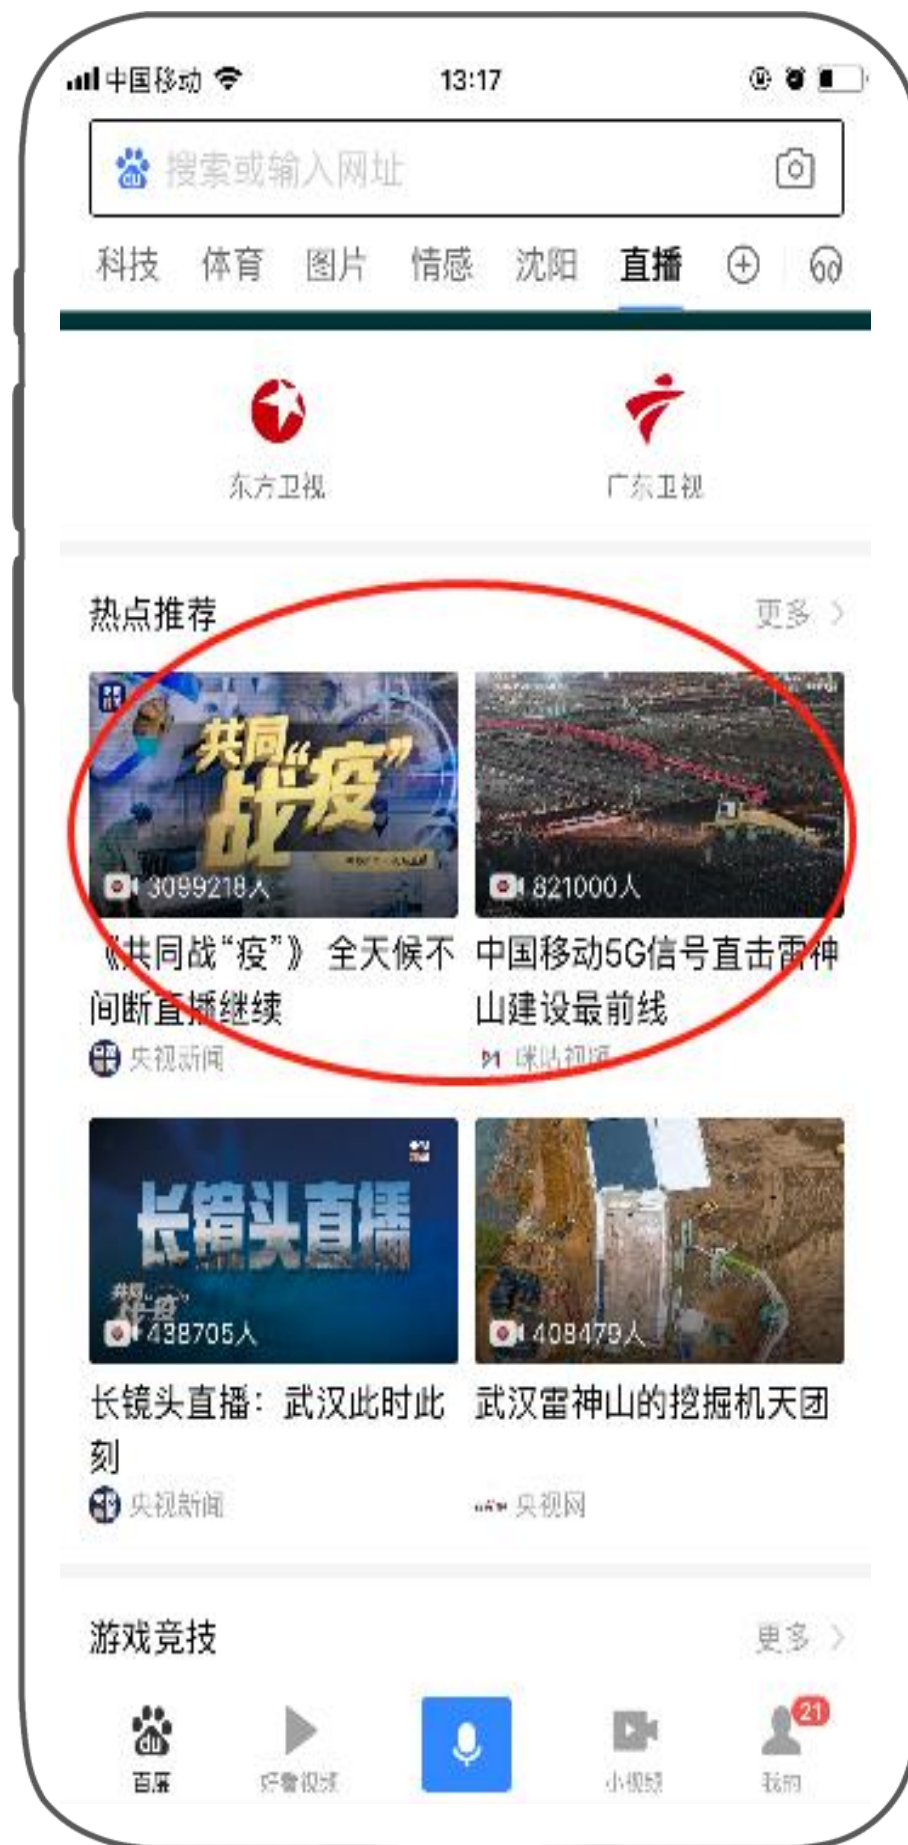 中国移动
13:17
搜索或输入网址
科技 体育 图片 情感 沈阳 直播
东方卫视 广东卫视
热点推荐 更多
共同
战“疫”
3099218人
821000人
《共同战“疫”》 全天候不
间断直播继续
央视新闻
中国移动5G信号直击雷神
山建设最前线
咪咕视频
长镜头直播
共同
战疫
438705人
408479人
长镜头直播：武汉此时此
刻
央视新闻
武汉雷神山的挖掘机天团
央视网
游戏竞技 更多
21
百度 好看视频 小视频 我的